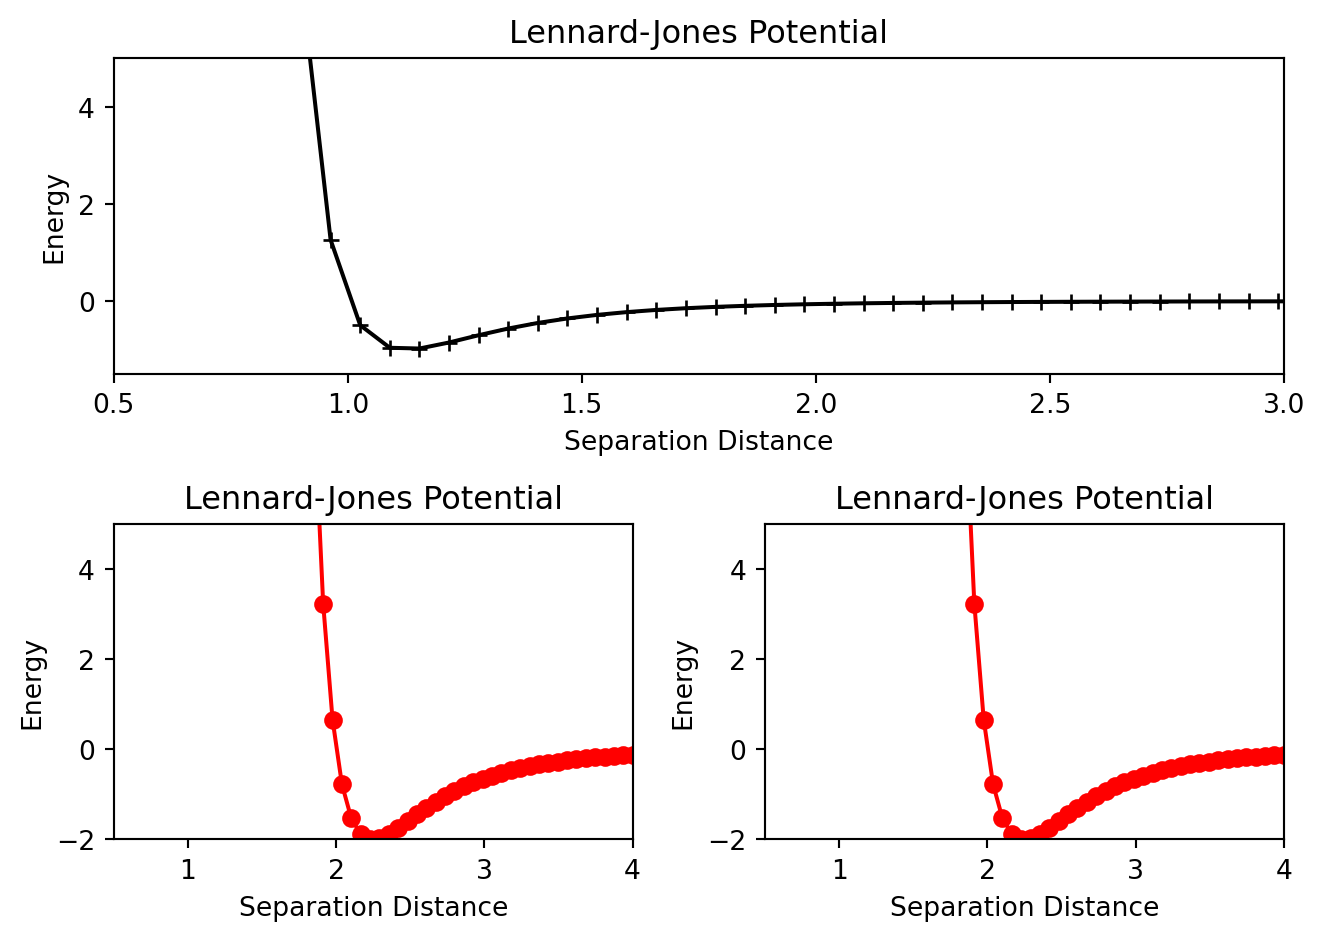 Lennard-Jones Potential
4
2
0
Energy
0.5 1.0 1.5 2.0 2.5 3.0
Separation Distance
Lennard-Jones Potential
4
2
0
−2
Energy
1 2 3 4
Separation Distance
Lennard-Jones Potential
4
2
0
−2
Energy
1 2 3 4
Separation Distance